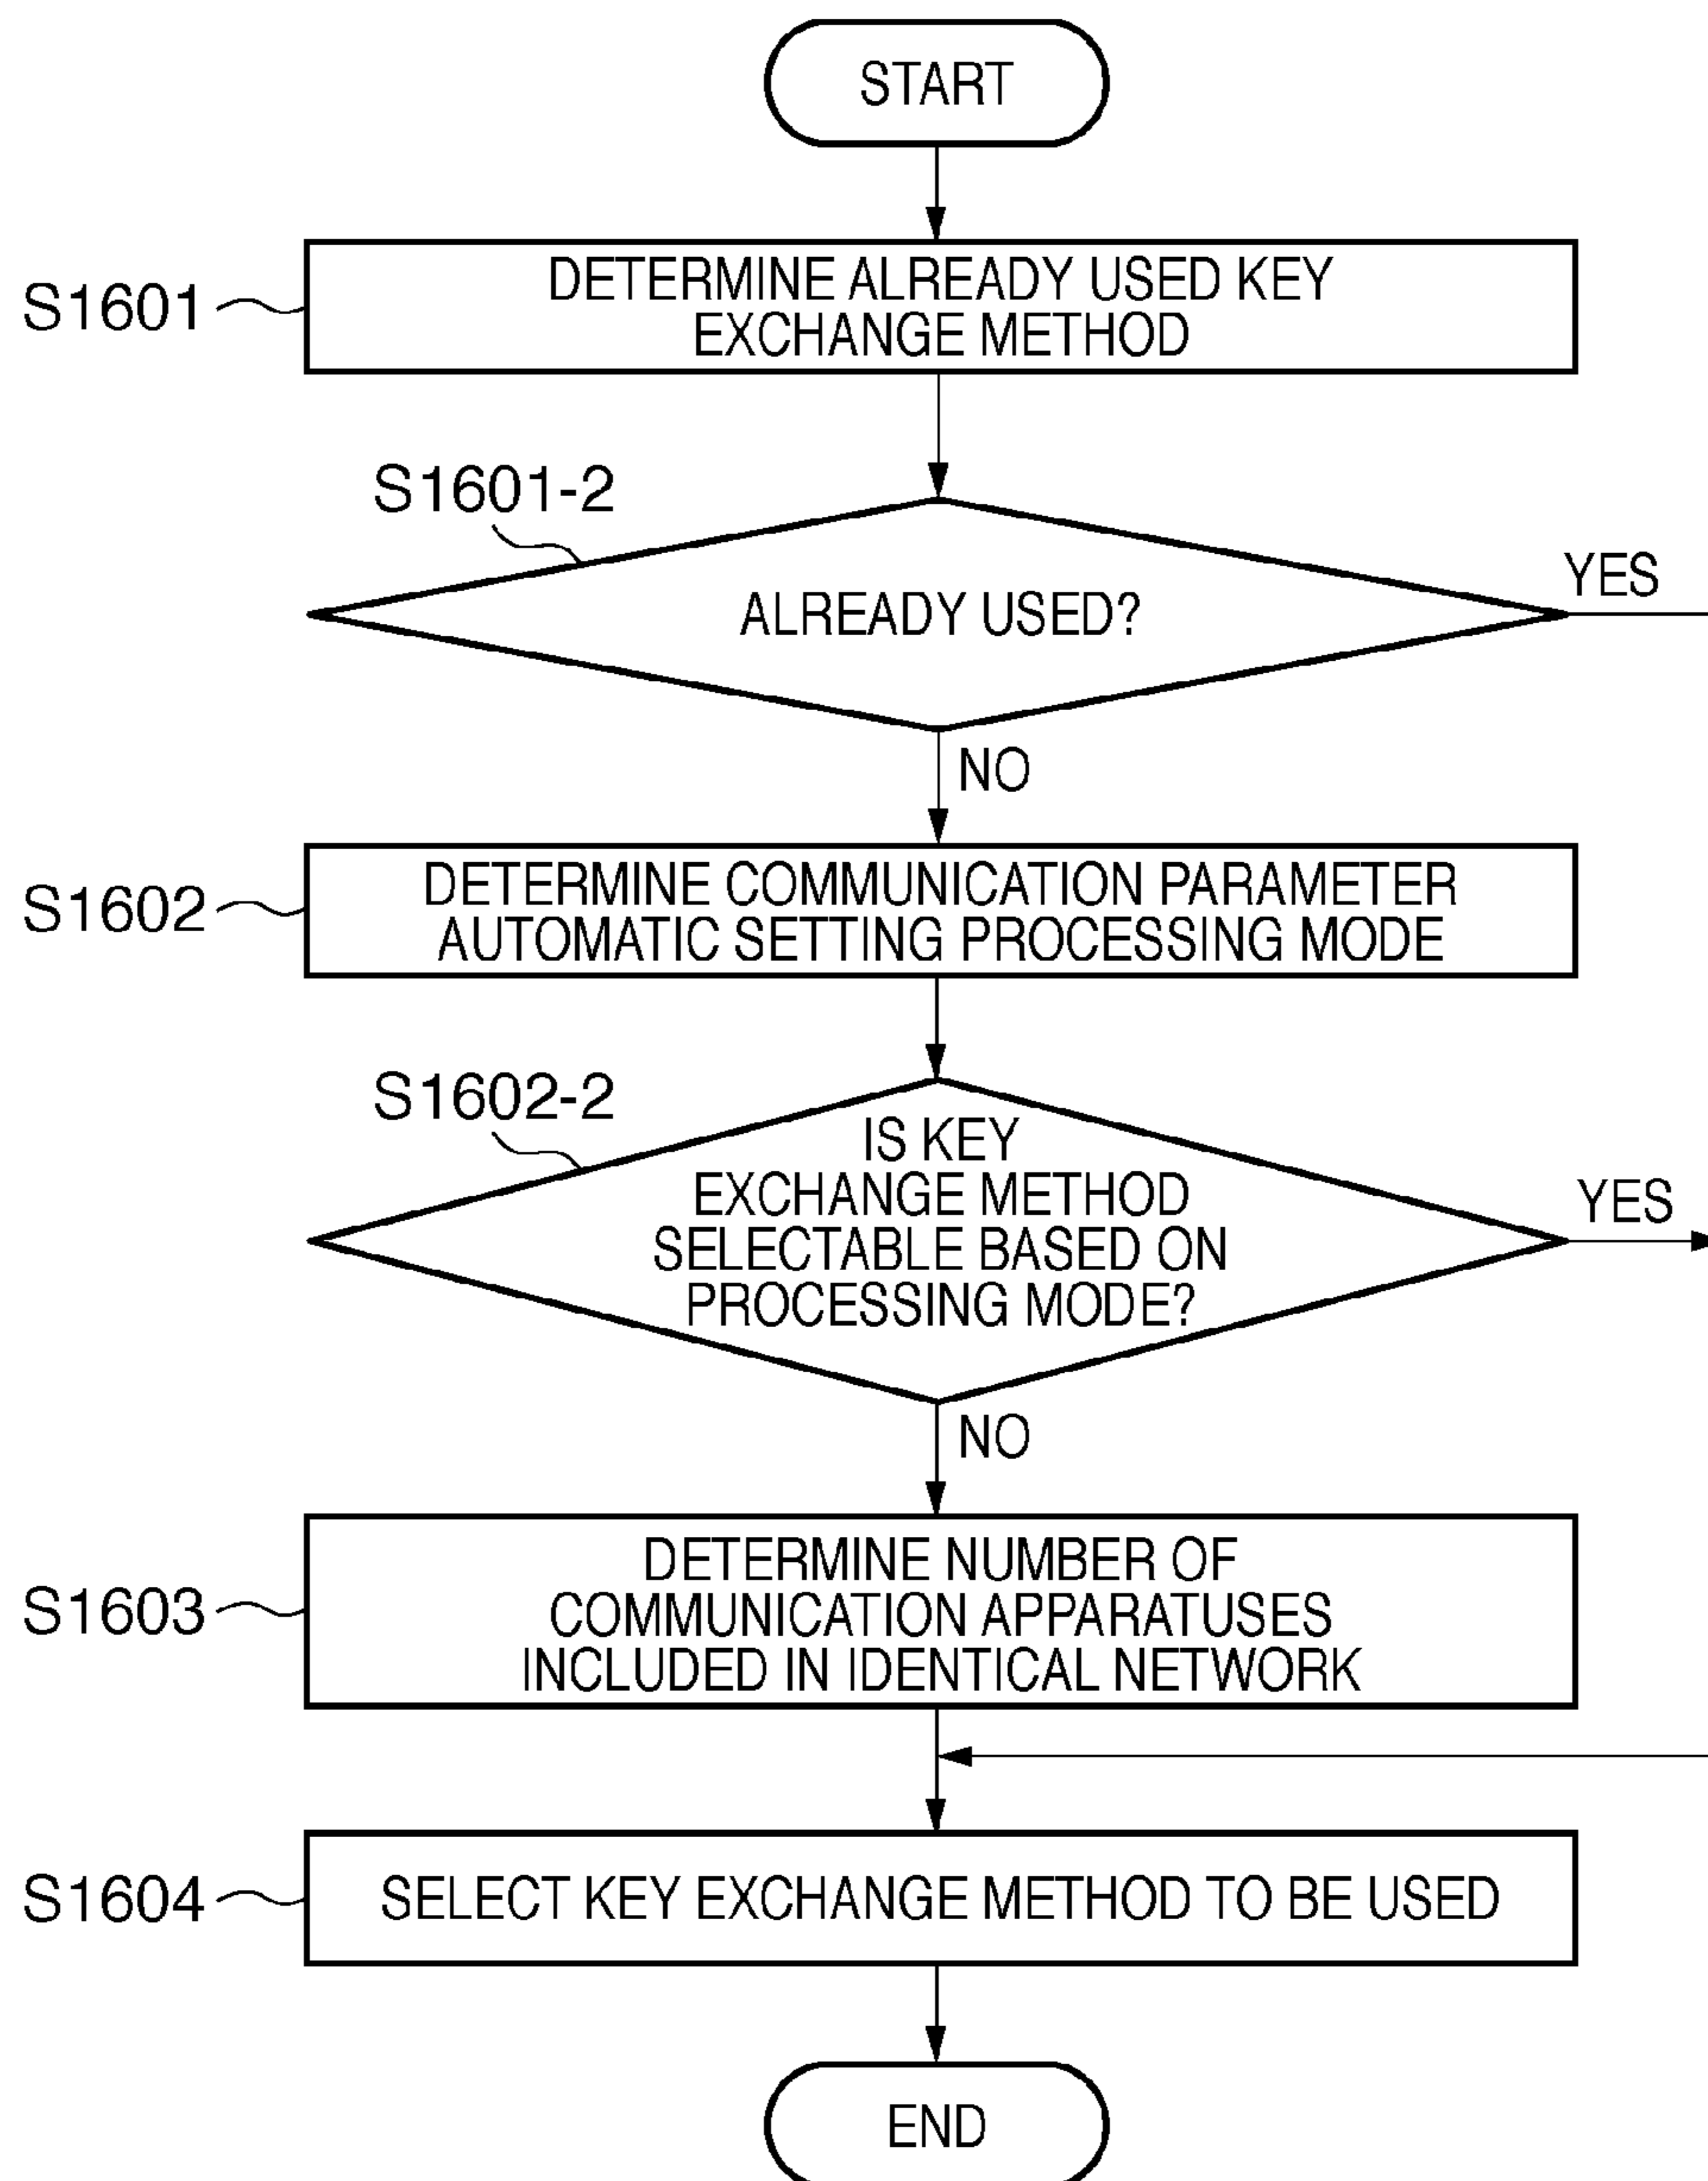 START
S1601
DETERMINE ALREADY USED KEY
EXCHANGE METHOD
S1601-2
ALREADY USED?
YES
NO
S1602
DETERMINE COMMUNICATION PARAMETER
AUTOMATIC SETTING PROCESSING MODE
S1602-2
IS KEY
EXCHANGE METHOD
SELECTABLE BASED ON
PROCESSING MODE?
YES
NO
S1603
DETERMINE NUMBER OF
COMMUNICATION APPARATUSES
INCLUDED IN IDENTICAL NETWORK
S1604
SELECT KEY EXCHANGE METHOD TO BE USED
END